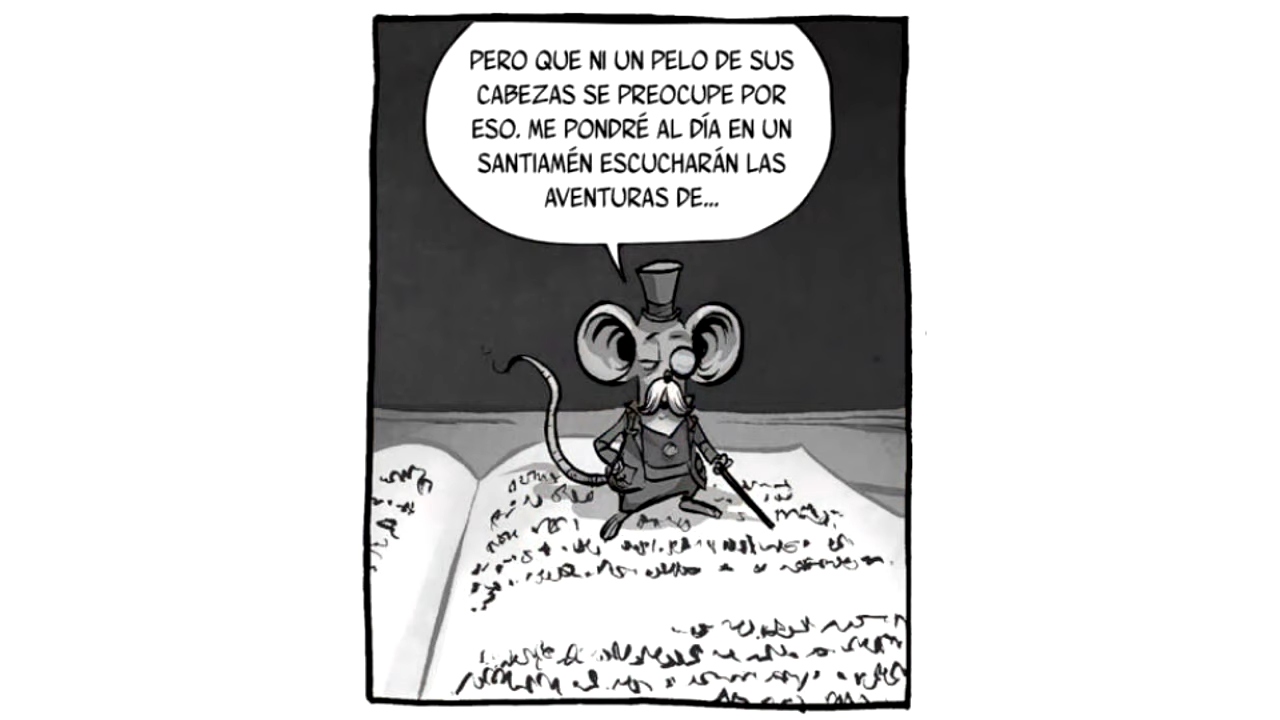 PERO QUE NI UN PELO DE SUS
CABEZAS SE PREOCUPE POR
ESO. ME PONDRÉ AL DÍA EN UN
SANTIAMÉN ESCUCHARÁN LAS
AVENTURAS DE...